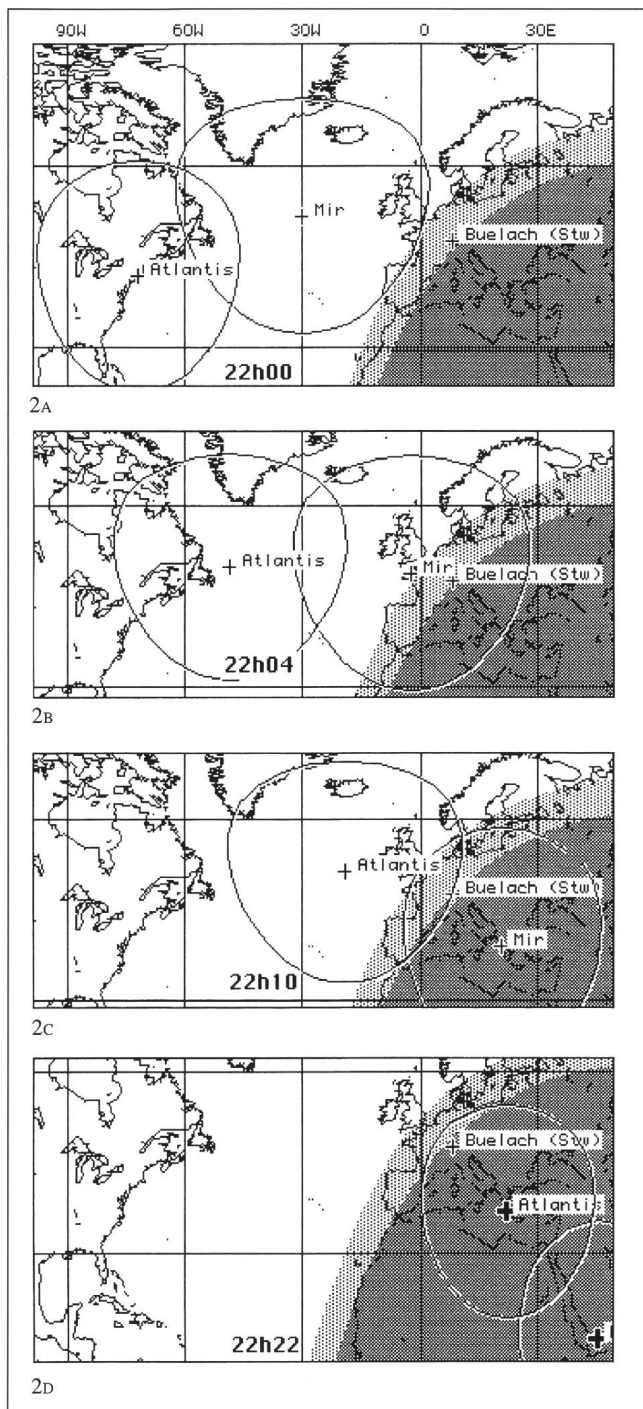 90W 60W 0 30E
Mir
Buelach (Stw)
Atlantis
22h00
2A
Atlantis
Mir
Buelach (Stw)
22h04
2B
Atlantis
Buelach (Stw)
Mir
22h10
2C
Buelach (Stw)
Atlantis
22h22
2D